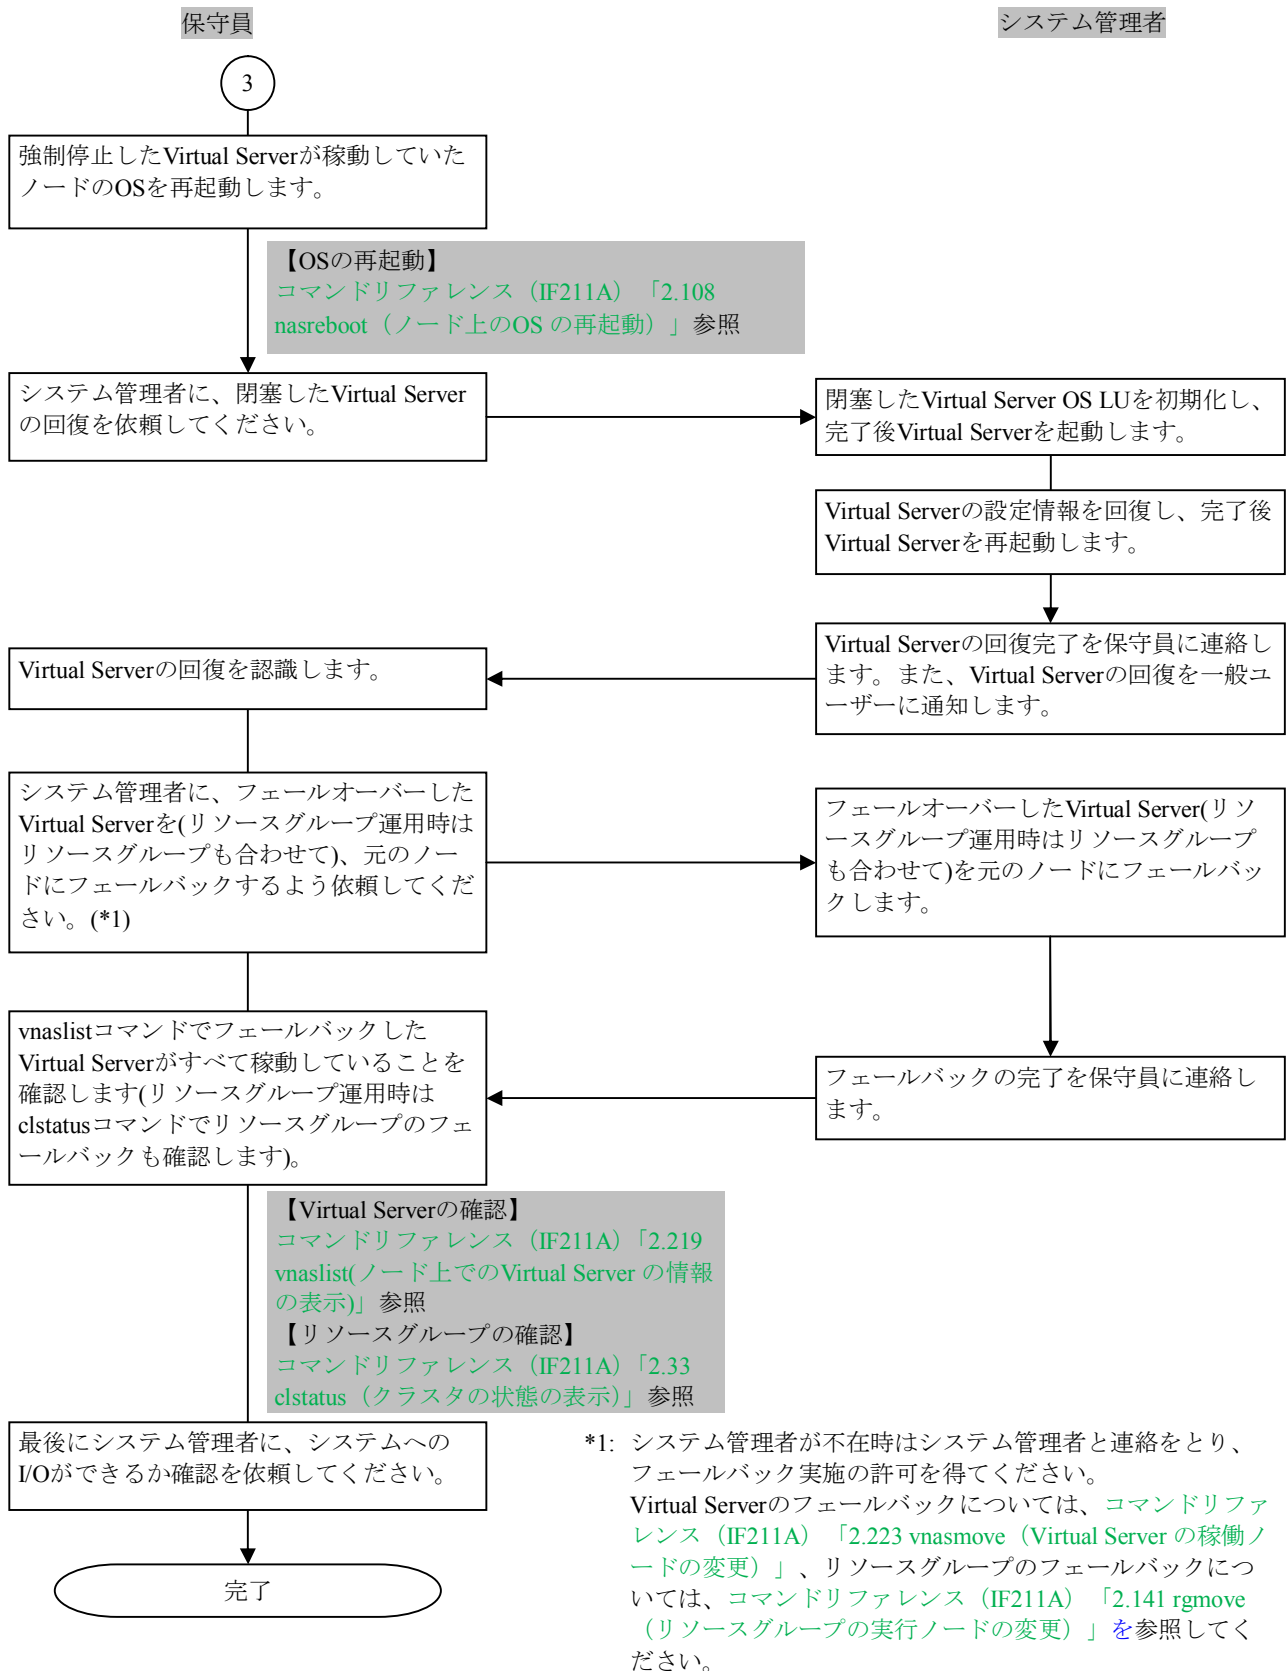 保守員
システム管理者
3
強制停止したVirtual Serverが稼動していた
ノードのOSを再起動します。
【OSの再起動】
コマンドリファレンス（IF211A）「2.108
nasreboot（ノード上のOS の再起動）」参照
システム管理者に、閉塞したVirtual Server
の回復を依頼してください。
閉塞したVirtual Server OS LUを初期化し、
完了後Virtual Serverを起動します。
Virtual Serverの設定情報を回復し、完了後
Virtual Serverを再起動します。
Virtual Serverの回復完了を保守員に連絡し
ます。また、Virtual Serverの回復を一般ユ
ーザーに通知します。
Virtual Serverの回復を認識します。
システム管理者に、フェールオーバーした
Virtual Serverを(リソースグループ運用時は
リソースグループも合わせて)、元のノー
ドにフェールバックするよう依頼してくだ
さい。(*1)
フェールオーバーしたVirtual Server(リソ
ースグループ運用時はリソースグループ
も合わせて)を元のノードにフェールバッ
クします。
vnaslistコマンドでフェールバックした
Virtual Serverがすべて稼動していることを
確認します(リソースグループ運用時は
clstatusコマンドでリソースグループのフェ
ールバックも確認します)。
フェールバックの完了を保守員に連絡し
ます。
【Virtual Serverの確認】
コマンドリファレンス（IF211A）「2.219
vnaslist(ノード上でのVirtual Server の情報
の表示)」参照
【リソースグループの確認】
コマンドリファレンス（IF211A）「2.33
clstatus（クラスタの状態の表示）」参照
最後にシステム管理者に、システムへの
I/Oができるか確認を依頼してください。
完了
*1: システム管理者が不在時はシステム管理者と連絡をとり、
フェールバック実施の許可を得てください。
Virtual Serverのフェールバックについては、コマンドリファ
レンス（IF211A）「2.223 vnasmove（Virtual Server の稼働ノ
ードの変更）」、リソースグループのフェールバックにつ
いては、コマンドリファレンス（IF211A）「2.141 rgmove
（リソースグループの実行ノードの変更）」を参照してく
ださい。